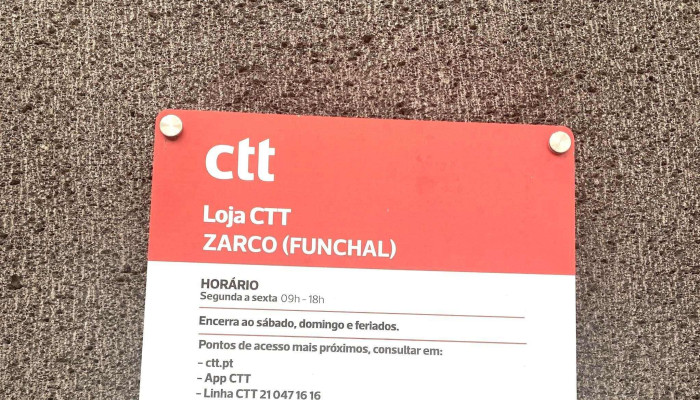 ctt
Loja CTT
ZARCO (FUNCHAL)
HORÁRIO
Segunda a sexta 09h - 18h
Encerra ao sábado, domingo e feriados.
Pontos de acesso mais próximos, consultar em:
- ctt.pt
- App CTT
- Linha CTT 21 047 16 16